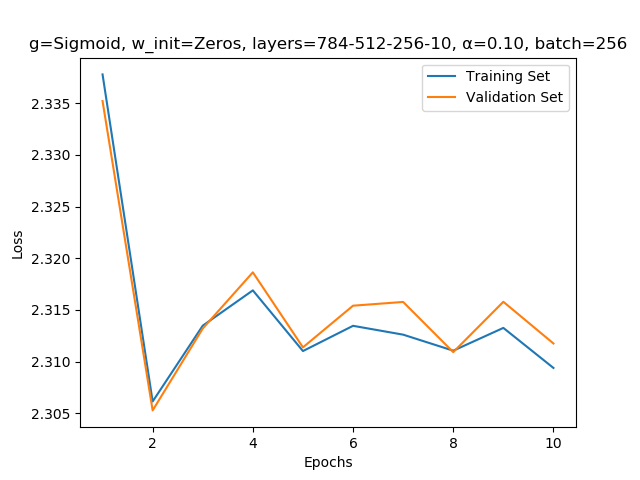 g=Sigmoid, w_init=Zeros, layers=784-512-256-10, α=0.10, batch=256
Training Set
Validation Set
2.335
2.330
2.325
2.320
2.315
2.310
2.305
Loss
2 4 6 8 10
Epochs